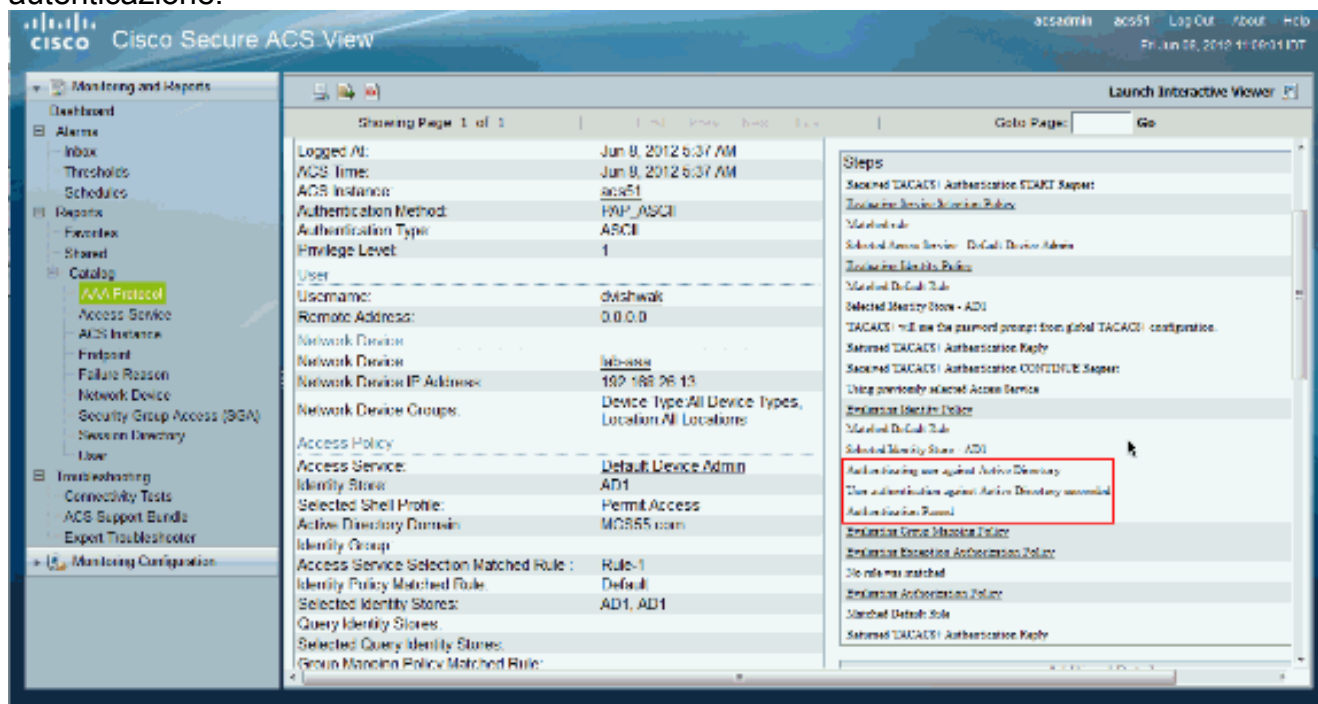 autenticazione.
CISCO Cisco Secure ACS View
acsadmin acs51 Log Out About Help
Fri Jun 08, 2012
Monitoring and Reports
Dashboard
Alarms
Inbox
Thresholds
Schedules
Reports
Favorites
Shared
Catalog
AAA Protocol
Access Service
ACS Instance
Endpoint
Failure Reason
Network Device
Security Group Access (SGA)
Session Directory
User
Troubleshooting
Connectivity Tests
ACS Support Bundle
Expert Troubleshooter
Monitoring Configuration
Launch Interactive Viewer
Showing Page 1 of 1
Goto Page: Go
Logged At: Jun 8, 2012 5:37 AM
ACS Time: Jun 8, 2012 5:37 AM
ACS Instance: acs51
Authentication Method: PAP_ASCII
Authentication Type: ASCII
Privilege Level: 1
User
Username: dvishwak
Remote Address: 0.0.0.0
Network Device
Network Device: lab-asa
Network Device IP Address: 192.168.26.13
Network Device Groups: Device Type:All Device Types,
Location:All Locations
Access Policy
Access Service: Default Device Admin
Identity Store: AD1
Selected Shell Profile: Permit Access
Active Directory Domain: MCS55.com
Identity Group:
Access Service Selection Matched Rule : Rule-1
Identity Policy Matched Rule: Default
Selected Identity Stores: AD1, AD1
Query Identity Stores:
Selected Query Identity Stores:
Group Mapping Policy Matched Rule:
Steps
Received TACACS+ Authentication START Request
Evaluating Service Selection Policy
Matched rule
Selected Access Service - Default Device Admin
Evaluating Identity Policy
Matched Default Rule
Selected Identity Store - AD1
TACACS+ will use the password prompt from global TACACS+ configuration.
Returned TACACS+ Authentication Reply
Received TACACS+ Authentication CONTINUE Request
Using previously selected Access Service
Evaluating Identity Policy
Matched Default Rule
Selected Identity Store - AD1
Authenticating user against Active Directory
User authentication against Active Directory succeeded
Authentication Passed
Evaluating Group Mapping Policy
Evaluating Exception Authorization Policy
No rule was matched
Evaluating Authorization Policy
Matched Default Rule
Returned TACACS+ Authentication Reply